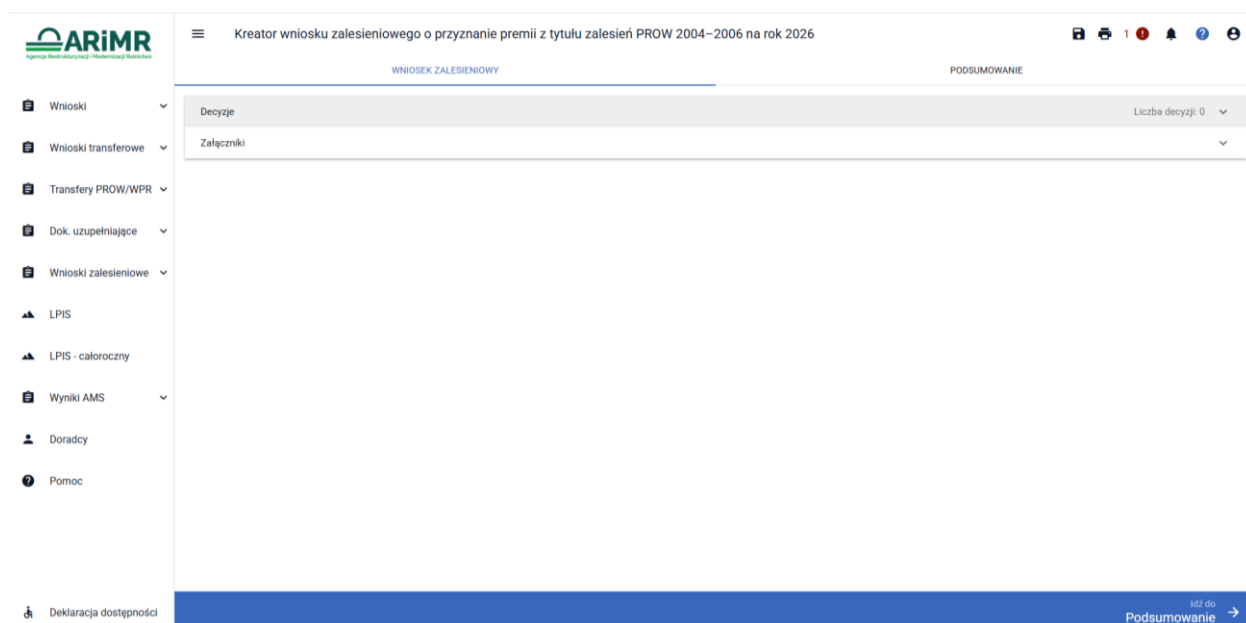 ARiMR
Agencja Restrukturyzacji i Modernizacji Rolnictwa
Kreator wniosku zalesieniowego o przyznanie premii z tytułu zalesień PROW 2004–2006 na rok 2026
1
WNIOSEK ZALESIENIOWY
PODSUMOWANIE
Wnioski
Wnioski transferowe
Transfery PROW/WPR
Dok. uzupełniające
Wnioski zalesieniowe
LPIS
LPIS - całoroczny
Wyniki AMS
Doradcy
Pomoc
Deklaracja dostępności
Decyzje
Liczba decyzji: 0
Załączniki
Idź do
Podsumowanie